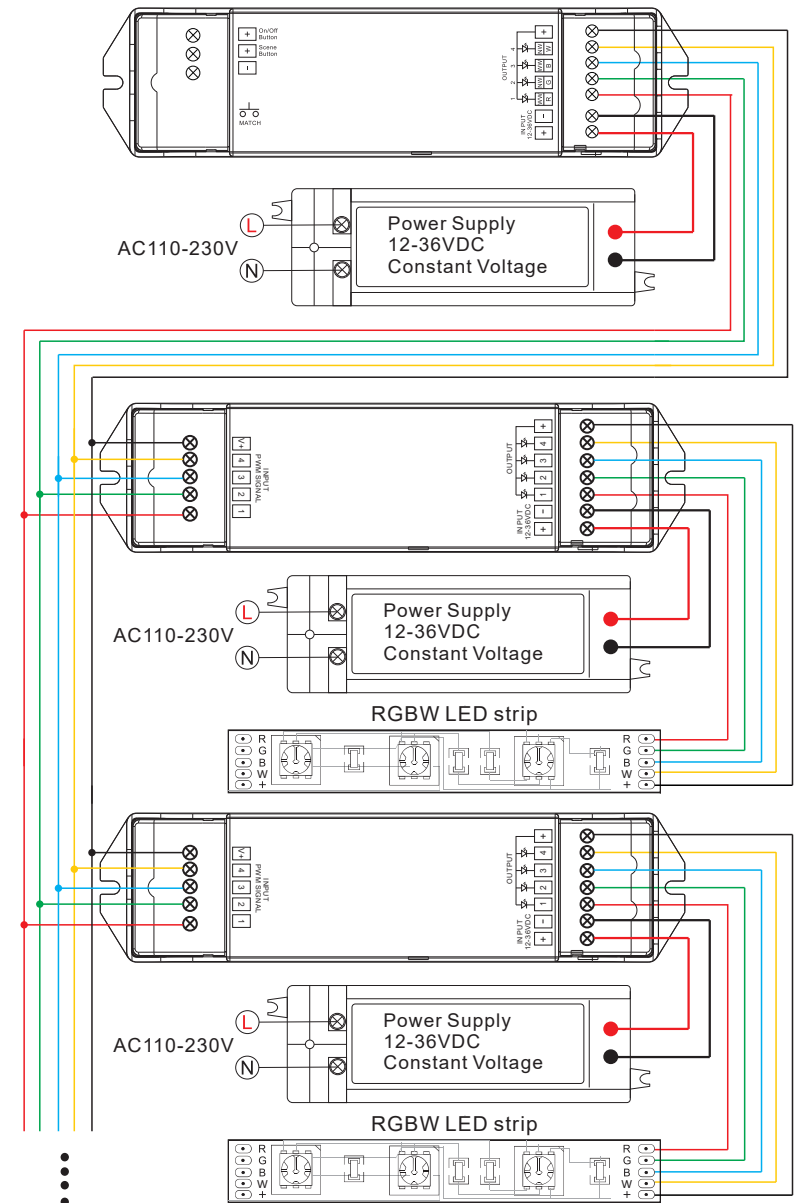 + On/Off
Button
+ Scene
Button
-
MATCH
OUTPUT
+
4 NW W
3 WW B
2 NW G
1 WW R
INPUT
12-36VDC
-
+
AC110-230V
L
N
Power Supply
12-36VDC
Constant Voltage
V+
4
3
2
1
INPUT
PWM SIGNAL
OUTPUT
+
4
3
2
1
INPUT
12-36VDC
-
+
AC110-230V
L
N
Power Supply
12-36VDC
Constant Voltage
RGBW LED strip
R
G
B
W
+
R
G
B
W
+
V+
4
3
2
1
INPUT
PWM SIGNAL
OUTPUT
+
4
3
2
1
INPUT
12-36VDC
-
+
AC110-230V
L
N
Power Supply
12-36VDC
Constant Voltage
RGBW LED strip
R
G
B
W
+
R
G
B
W
+